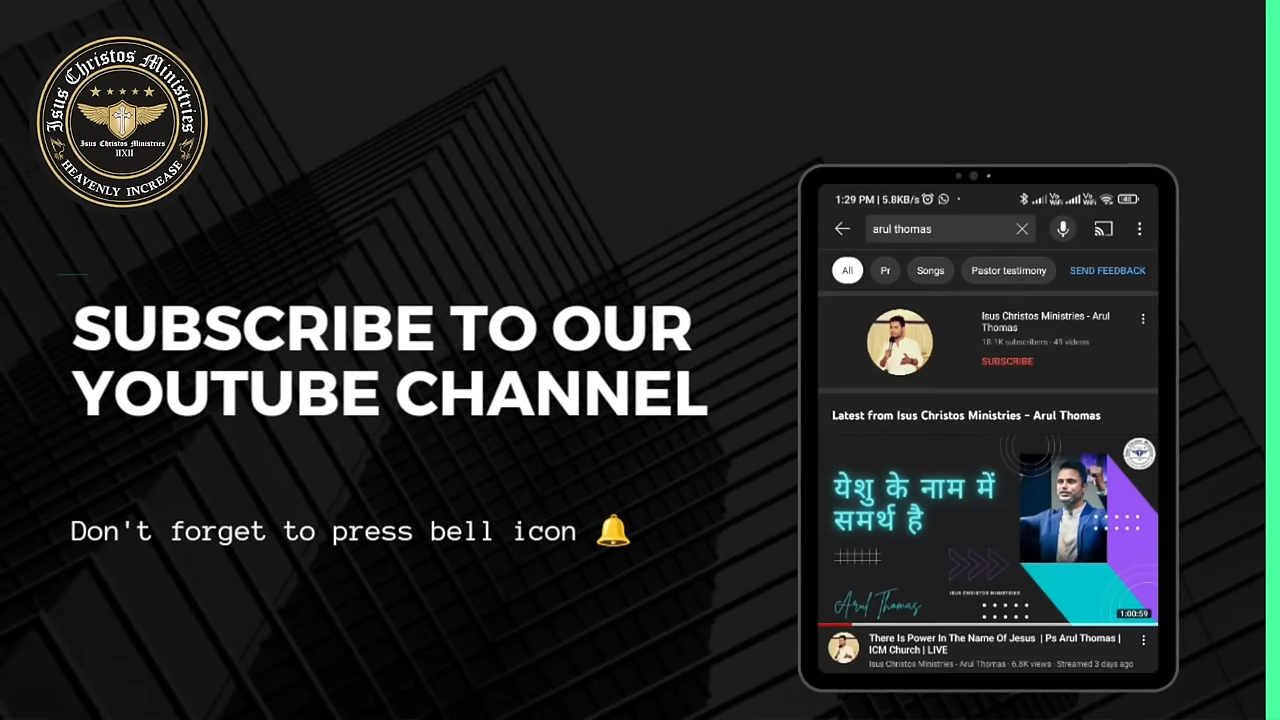 Isus Christos Ministries
Isus Christos Ministries
IIXII
HEAVENLY INCREASE
SUBSCRIBE TO OUR
YOUTUBE CHANNEL
Don't forget to press bell icon 🔔
1:29 PM | 5.8KB/s
arul thomas
All
Pr
Songs
Pastor testimony
SEND FEEDBACK
Isus Christos Ministries - Arul
Thomas
18.1K subscribers · 49 videos
SUBSCRIBE
Latest from Isus Christos Ministries - Arul Thomas
येशु के नाम में
समर्थ है
ISUS CHRISTOS MINISTRIES
Arul Thomas
1:00:59
There Is Power In The Name Of Jesus | Ps Arul Thomas |
ICM Church | LIVE
Isus Christos Ministries - Arul Thomas · 6.8K views · Streamed 3 days ago